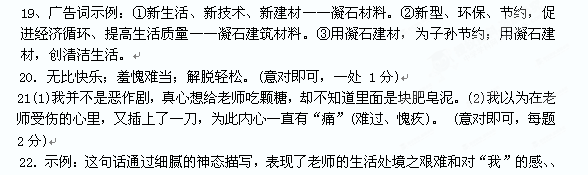 19、广告词示例：①新生活、新技术、新建材——凝石材料。②新型、环保、节约，促
进经济循环、提高生活质量——凝石建筑材料。③用凝石建材，为子孙节约；用凝石建
材，创清洁生活。
20．无比快乐；羞愧难当；解脱轻松。(意对即可，一处 1 分)
21(1)我并不是恶作剧，真心想给老师吃颗糖，却不知道里面是块肥皂泥。(2)我以为在老
师受伤的心里，又插上了一刀，为此内心一直有“痛”(难过、愧疚)。 (意对即可，每题
2 分)
22．示例：这句话通过细腻的神态描写，表现了老师的生活处境之艰难和对“我”的感、、